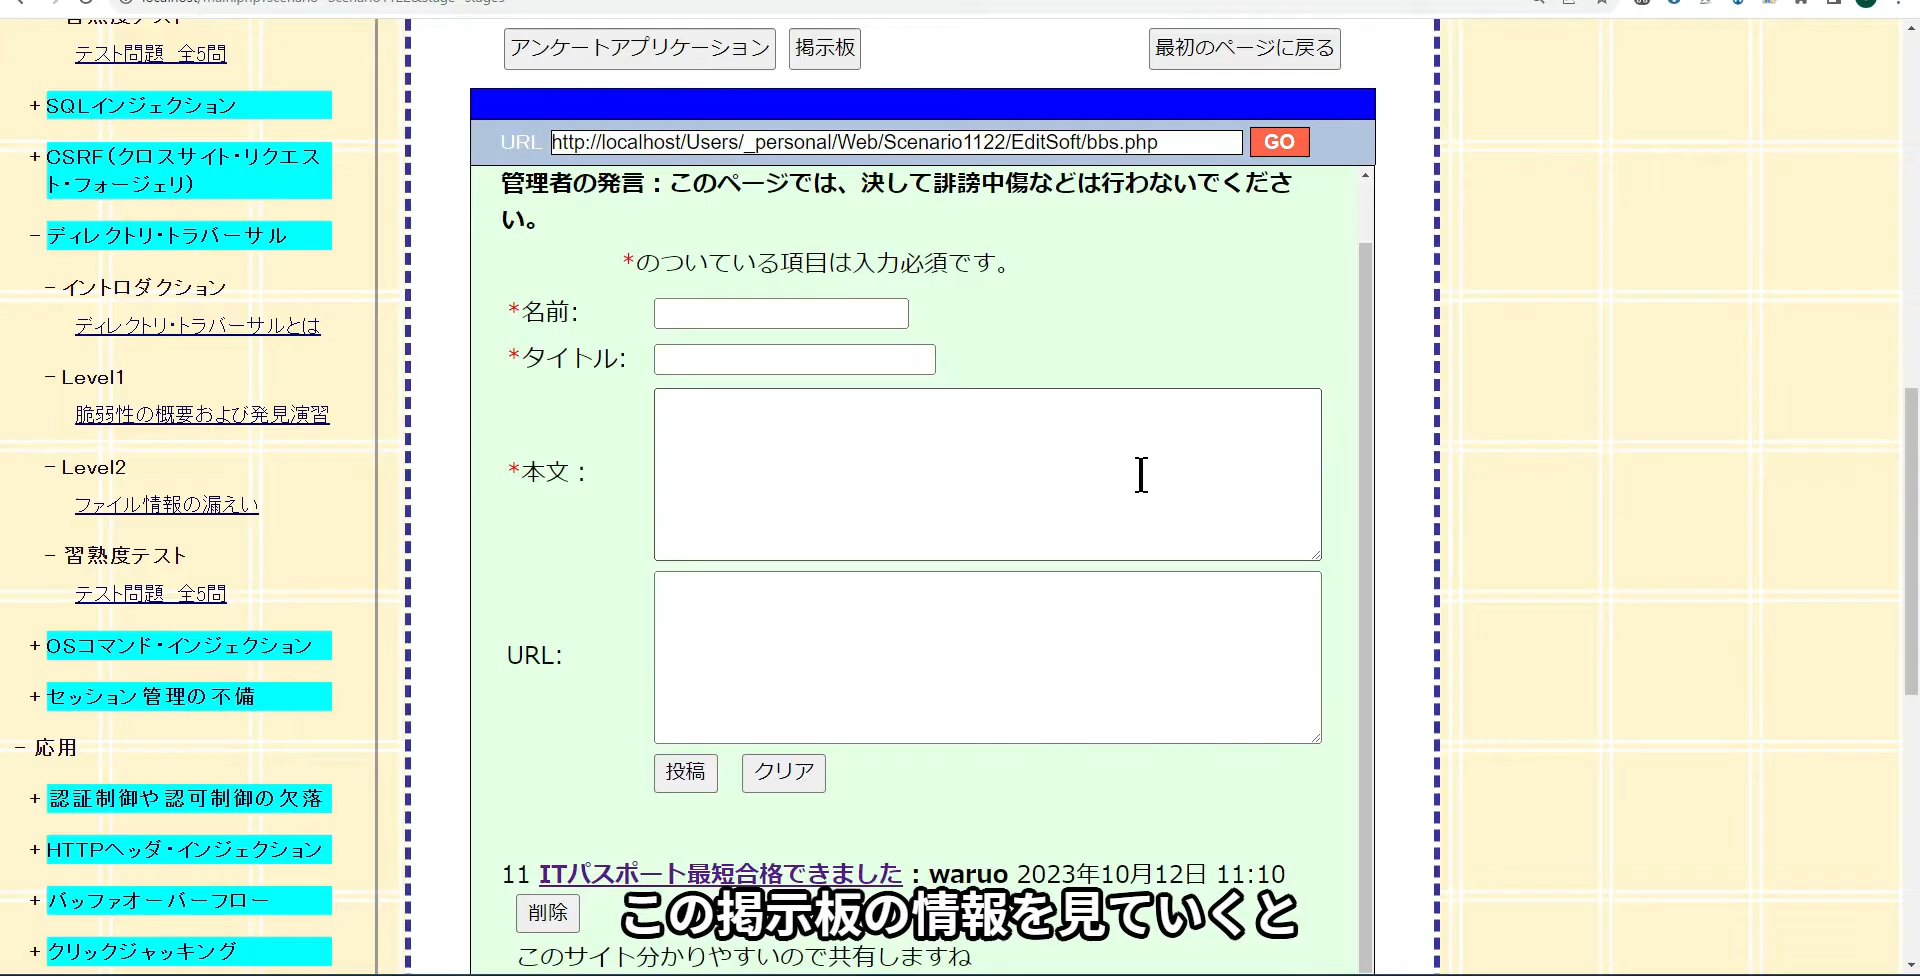 テスト問題　全5問
+ SQLインジェクション
+ CSRF(クロスサイト・リクエス
ト・フォージェリ)
− ディレクトリ・トラバーサル
− イントロダクション
ディレクトリ・トラバーサルとは
− Level1
脆弱性の概要および発見演習
− Level2
ファイル情報の漏えい
− 習熟度テスト
テスト問題　全5問
+ OSコマンド・インジェクション
+ セッション管理の不備
− 応用
+ 認証制御や認可制御の欠落
+ HTTPヘッダ・インジェクション
+ バッファオーバーフロー
+ クリックジャッキング
アンケートアプリケーション 掲示板 最初のページに戻る
URL http://localhost/Users/_personal/Web/Scenario1122/EditSoft/bbs.php GO
管理者の発言：このページでは、決して誹謗中傷などは行わないでくださ
い。
*のついている項目は入力必須です。
*名前:
*タイトル:
*本文：
URL:
投稿 クリア
11 ITパスポート最短合格できました：waruo 2023年10月12日 11:10
削除
この掲示板の情報を見ていくと
このサイト分かりやすいので共有しますね